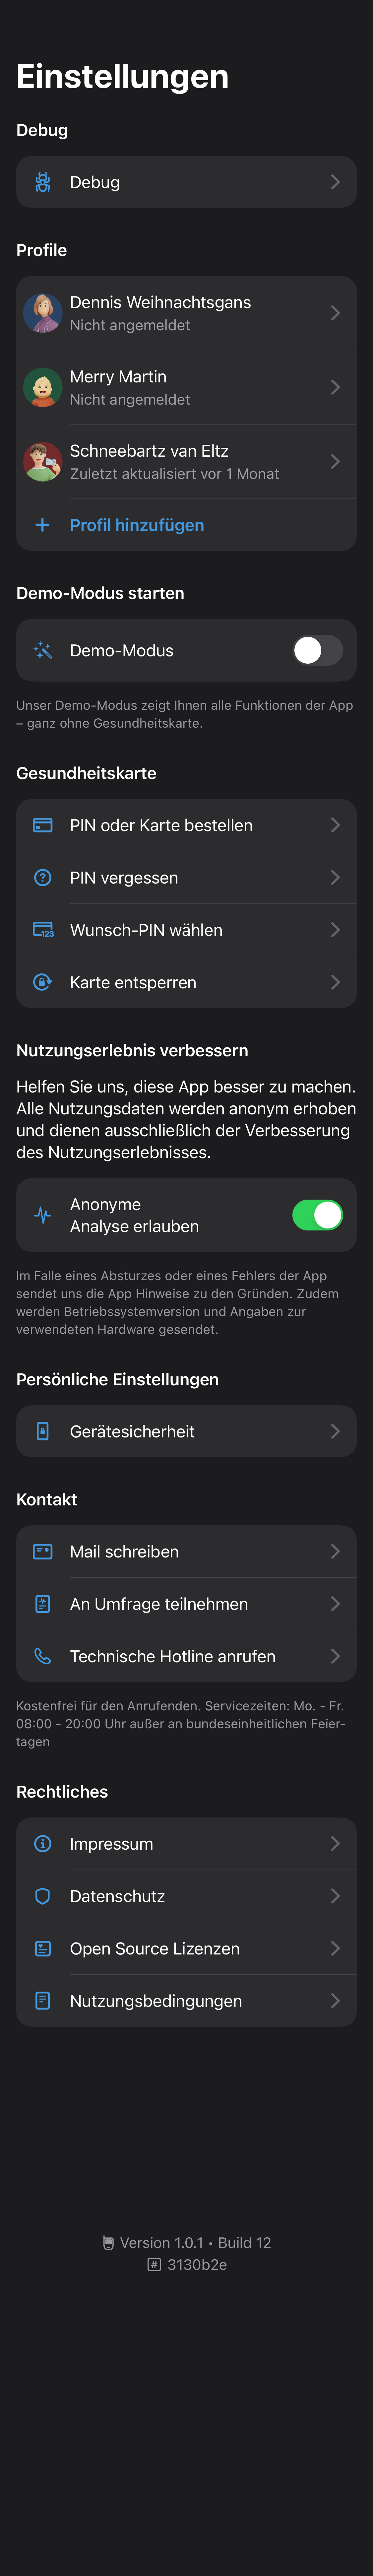 Einstellungen
Debug
Debug
Profile
Dennis Weihnachtsgans
Nicht angemeldet
Merry Martin
Nicht angemeldet
Schneebartz van Eltz
Zuletzt aktualisiert vor 1 Monat
Profil hinzufügen
Demo-Modus starten
Demo-Modus
Unser Demo-Modus zeigt Ihnen alle Funktionen der App
– ganz ohne Gesundheitskarte.
Gesundheitskarte
PIN oder Karte bestellen
PIN vergessen
Wunsch-PIN wählen
Karte entsperren
Nutzungserlebnis verbessern
Helfen Sie uns, diese App besser zu machen.
Alle Nutzungsdaten werden anonym erhoben
und dienen ausschließlich der Verbesserung
des Nutzungserlebnisses.
Anonyme
Analyse erlauben
Im Falle eines Absturzes oder eines Fehlers der App
sendet uns die App Hinweise zu den Gründen. Zudem
werden Betriebssystemversion und Angaben zur
verwendeten Hardware gesendet.
Persönliche Einstellungen
Gerätesicherheit
Kontakt
Mail schreiben
An Umfrage teilnehmen
Technische Hotline anrufen
Kostenfrei für den Anrufenden. Servicezeiten: Mo. - Fr.
08:00 - 20:00 Uhr außer an bundeseinheitlichen Feier-
tagen
Rechtliches
Impressum
Datenschutz
Open Source Lizenzen
Nutzungsbedingungen
Version 1.0.1 • Build 12
# 3130b2e